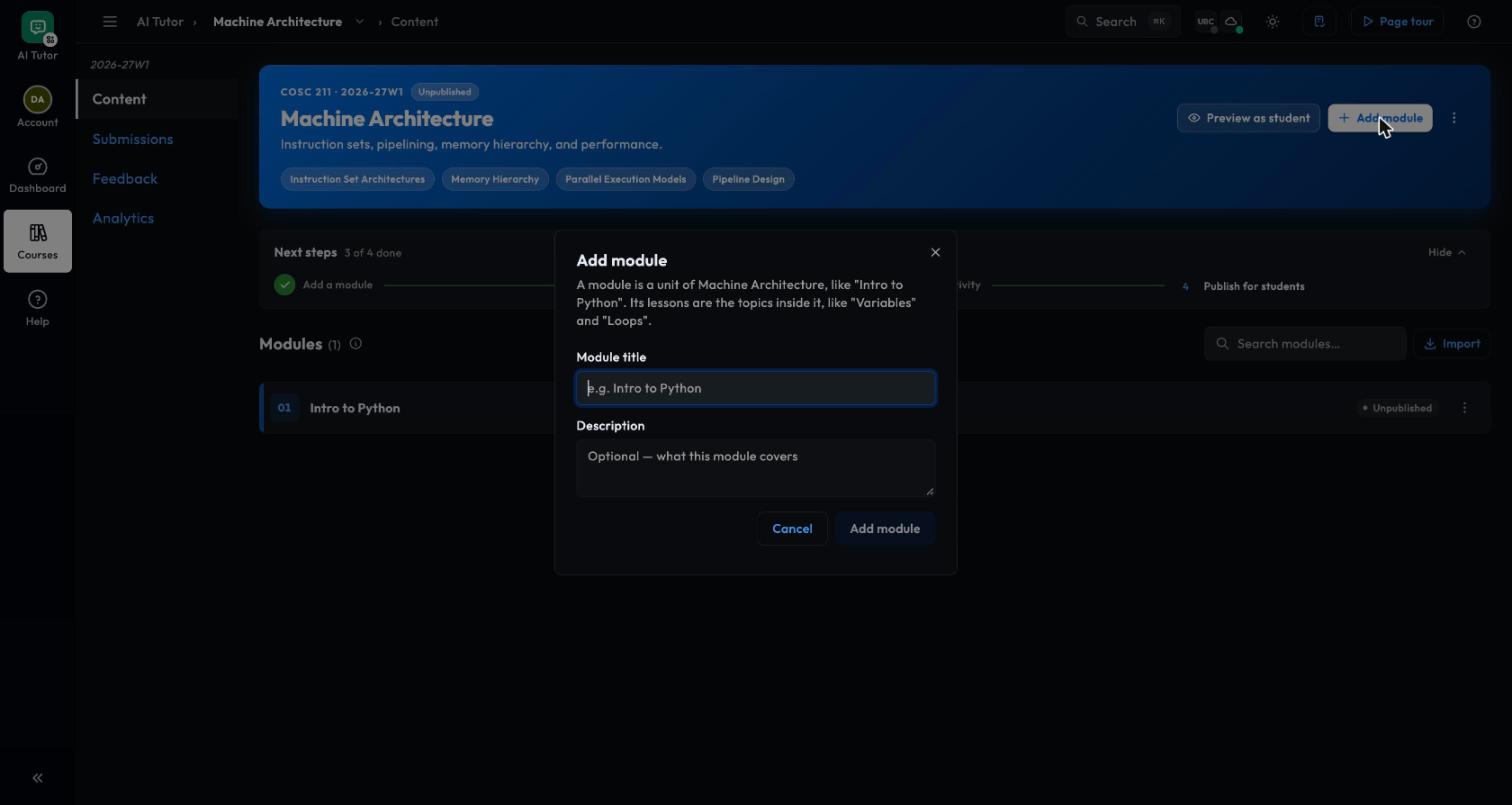 AI Tutor › Machine Architecture › Content
Search ⌘K
UBC
Page tour
AI Tutor
DA
Account
Dashboard
Courses
Help
2026-27W1
Content
Submissions
Feedback
Analytics
COSC 211 · 2026-27W1 Unpublished
Machine Architecture
Instruction sets, pipelining, memory hierarchy, and performance.
Instruction Set Architectures Memory Hierarchy Parallel Execution Models Pipeline Design
Preview as student + Add module
Next steps 3 of 4 done Hide
Add a module ivity 4 Publish for students
Modules (1) Search modules... Import
01 Intro to Python Unpublished
Add module
A module is a unit of Machine Architecture, like "Intro to
Python". Its lessons are the topics inside it, like "Variables"
and "Loops".
Module title
e.g. Intro to Python
Description
Optional — what this module covers
Cancel Add module